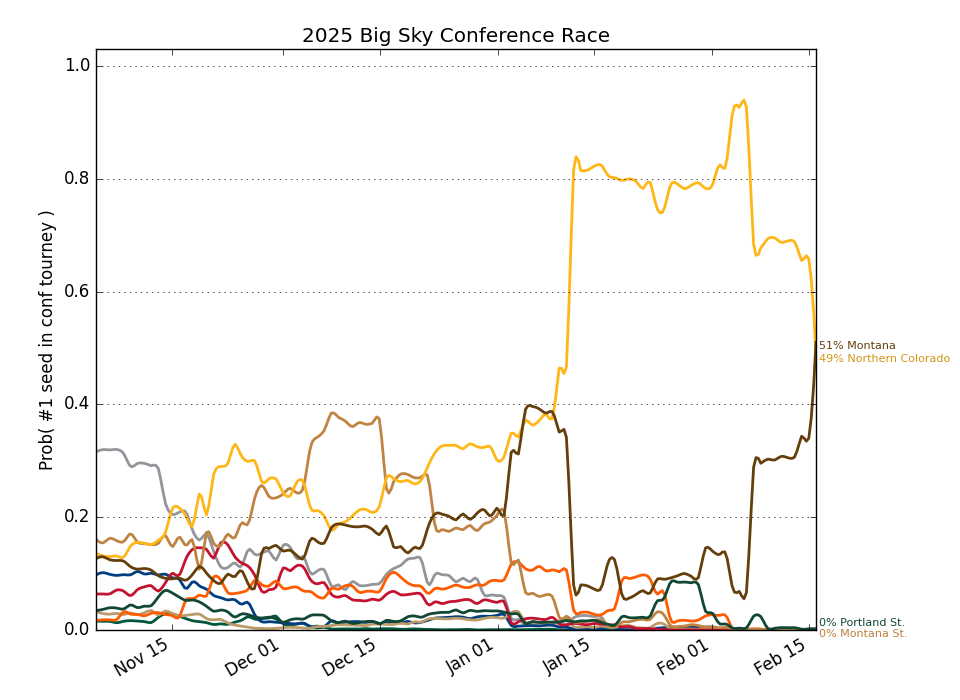 2025 Big Sky Conference Race
Prob( #1 seed in conf tourney )
1.0
0.8
0.6
0.4
0.2
0.0
51% Montana
49% Northern Colorado
0% Portland St.
0% Montana St.
Nov 15
Dec 01
Dec 15
Jan 01
Jan 15
Feb 01
Feb 15